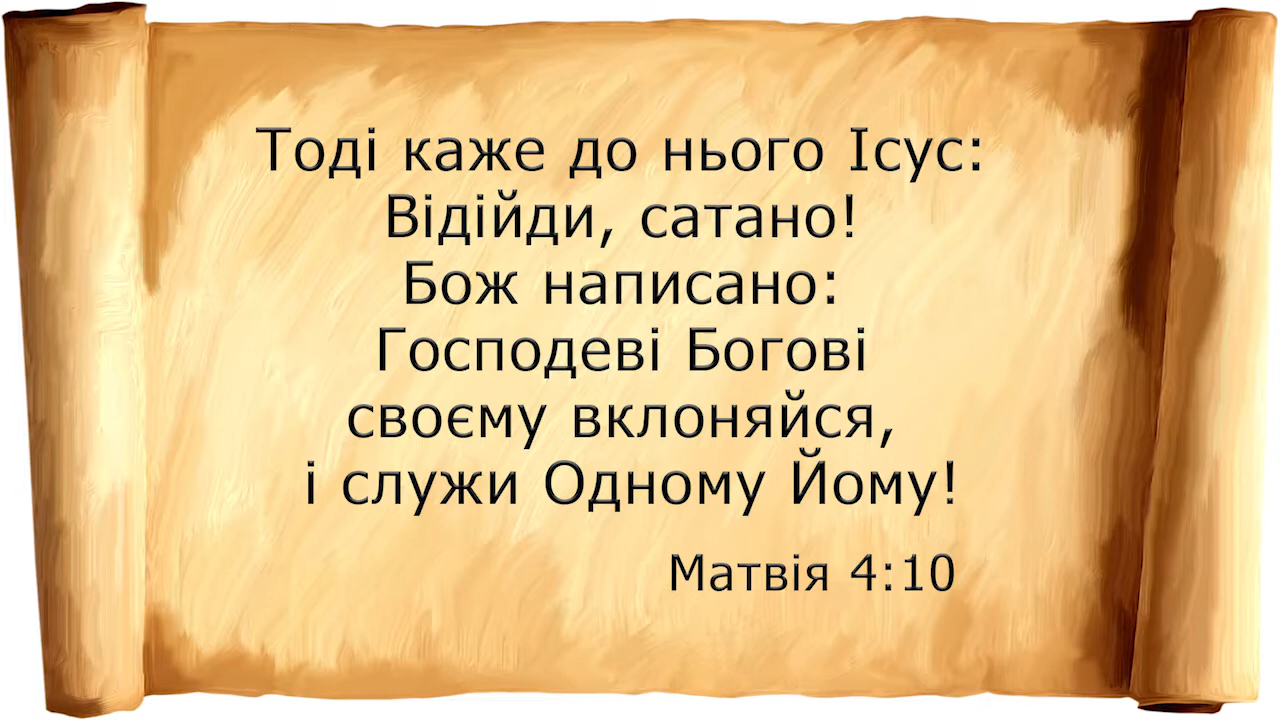 Тоді каже до нього Ісус:
Відійди, сатано!
Бож написано:
Господеві Богові
своєму вклоняйся,
і служи Одному Йому!
Матвія 4:10